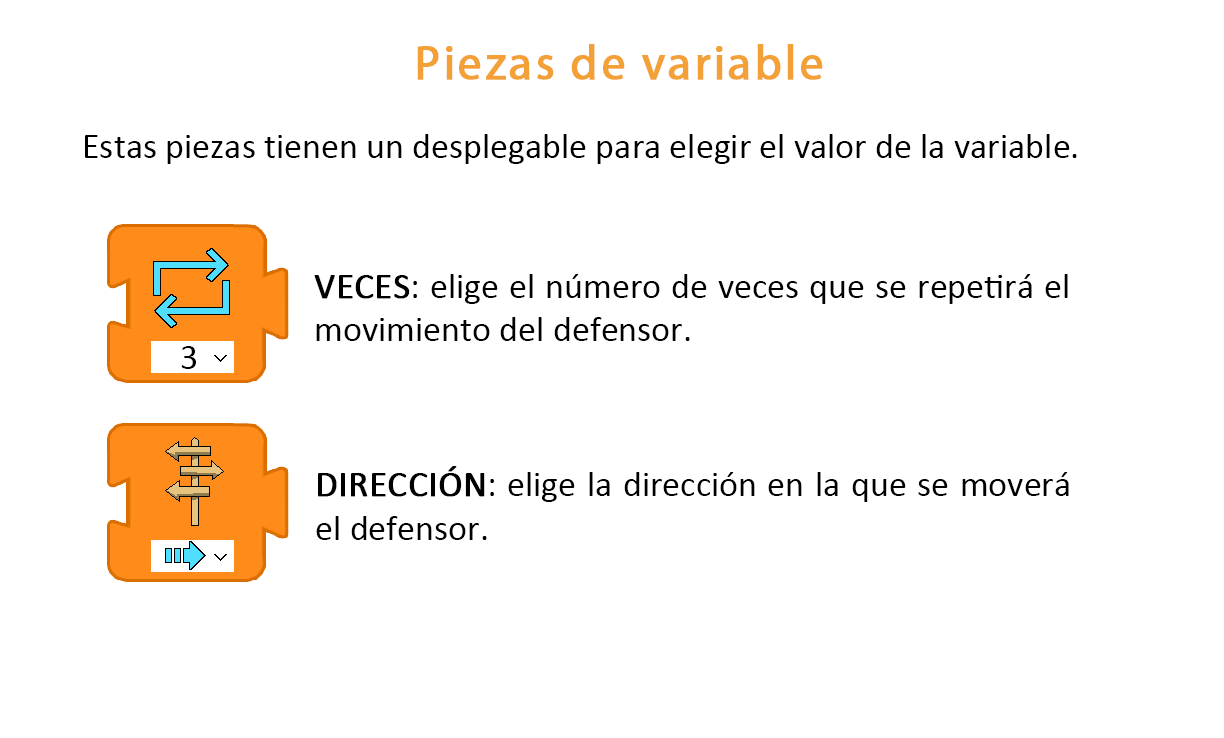 Piezas de variable
Estas piezas tienen un desplegable para elegir el valor de la variable.
VECES: elige el número de veces que se repetirá el
movimiento del defensor.
3
DIRECCIÓN: elige la dirección en la que se moverá
el defensor.